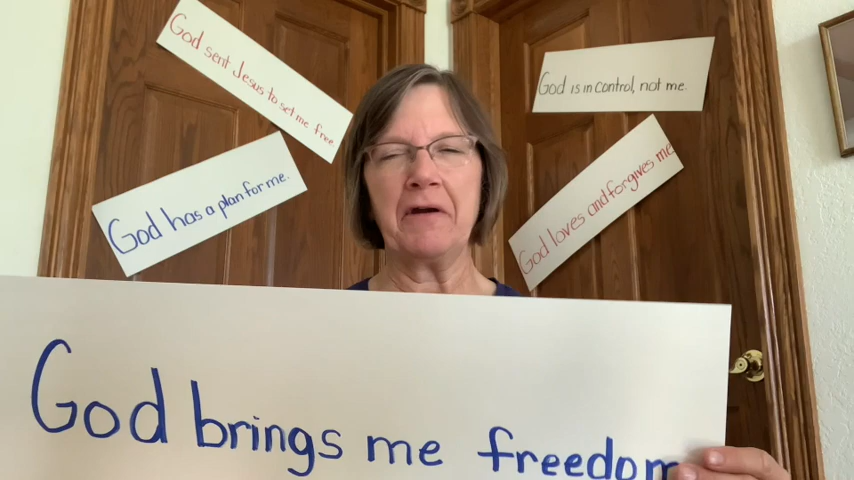 God sent Jesus to set me free.
God is in control, not me.
God has a plan for me.
God loves and forgives me
God brings me freedom